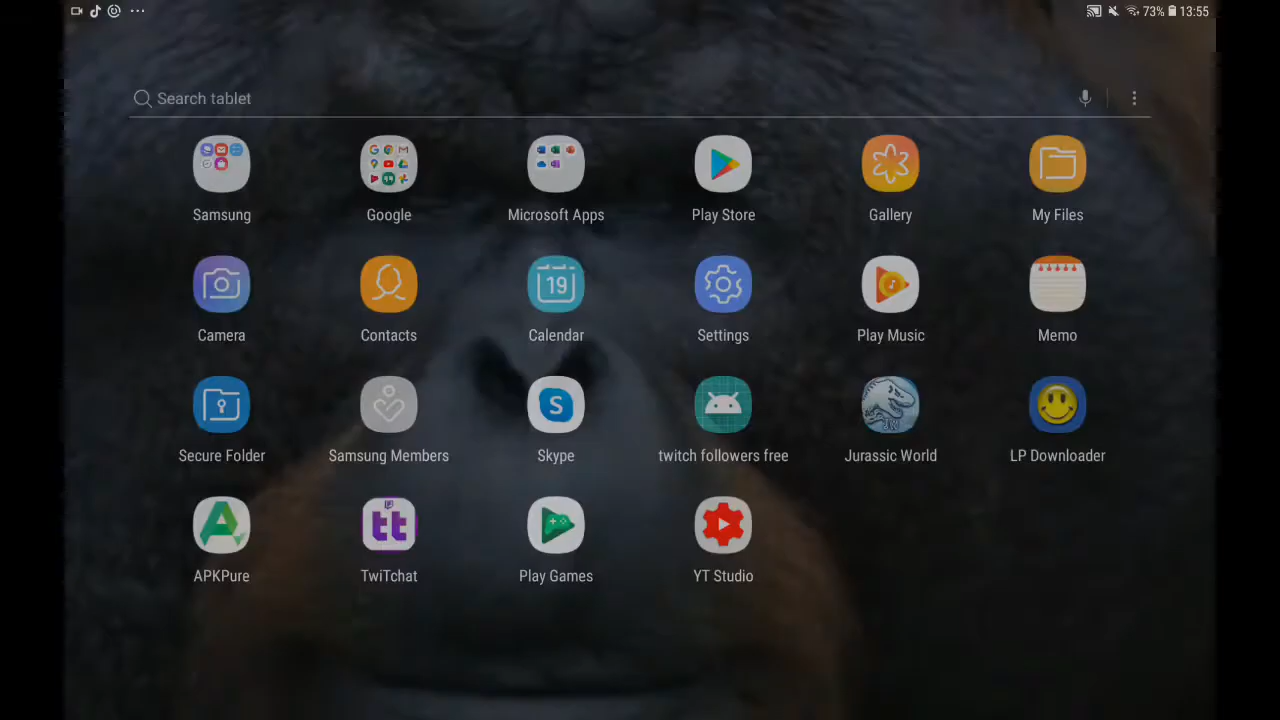 73% 13:55
Search tablet
Samsung Google Microsoft Apps Play Store Gallery My Files
19
Camera Contacts Calendar Settings Play Music Memo
S
Secure Folder Samsung Members Skype twitch followers free Jurassic World LP Downloader
tt
APKPure TwiTchat Play Games YT Studio